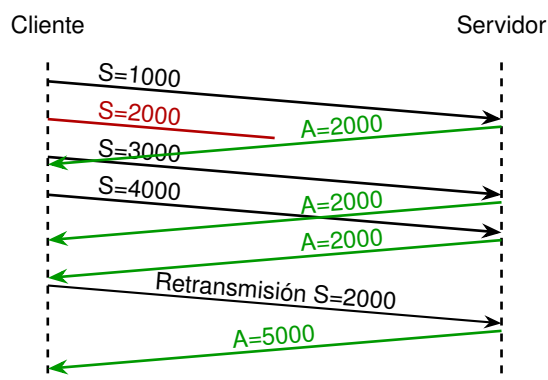 Cliente
Servidor
S=1000
S=2000
A=2000
S=3000
S=4000
A=2000
A=2000
Retransmisión S=2000
A=5000